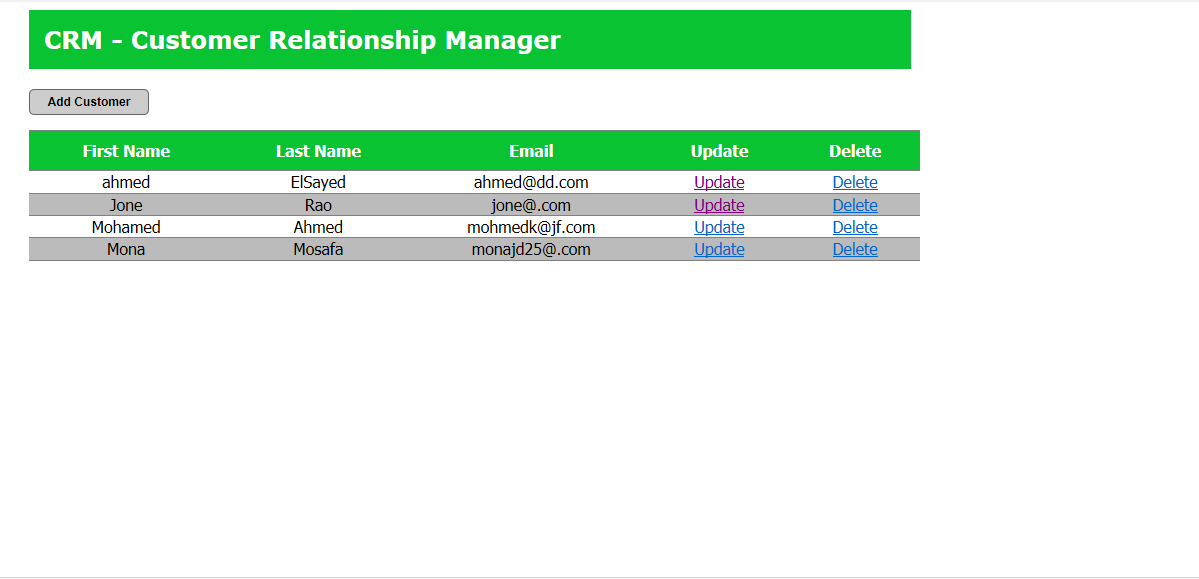 CRM - Customer Relationship Manager
Add Customer
First Name Last Name Email Update Delete
ahmed ElSayed ahmed@dd.com Update Delete
Jone Rao jone@.com Update Delete
Mohamed Ahmed mohmedk@jf.com Update Delete
Mona Mosafa monajd25@.com Update Delete